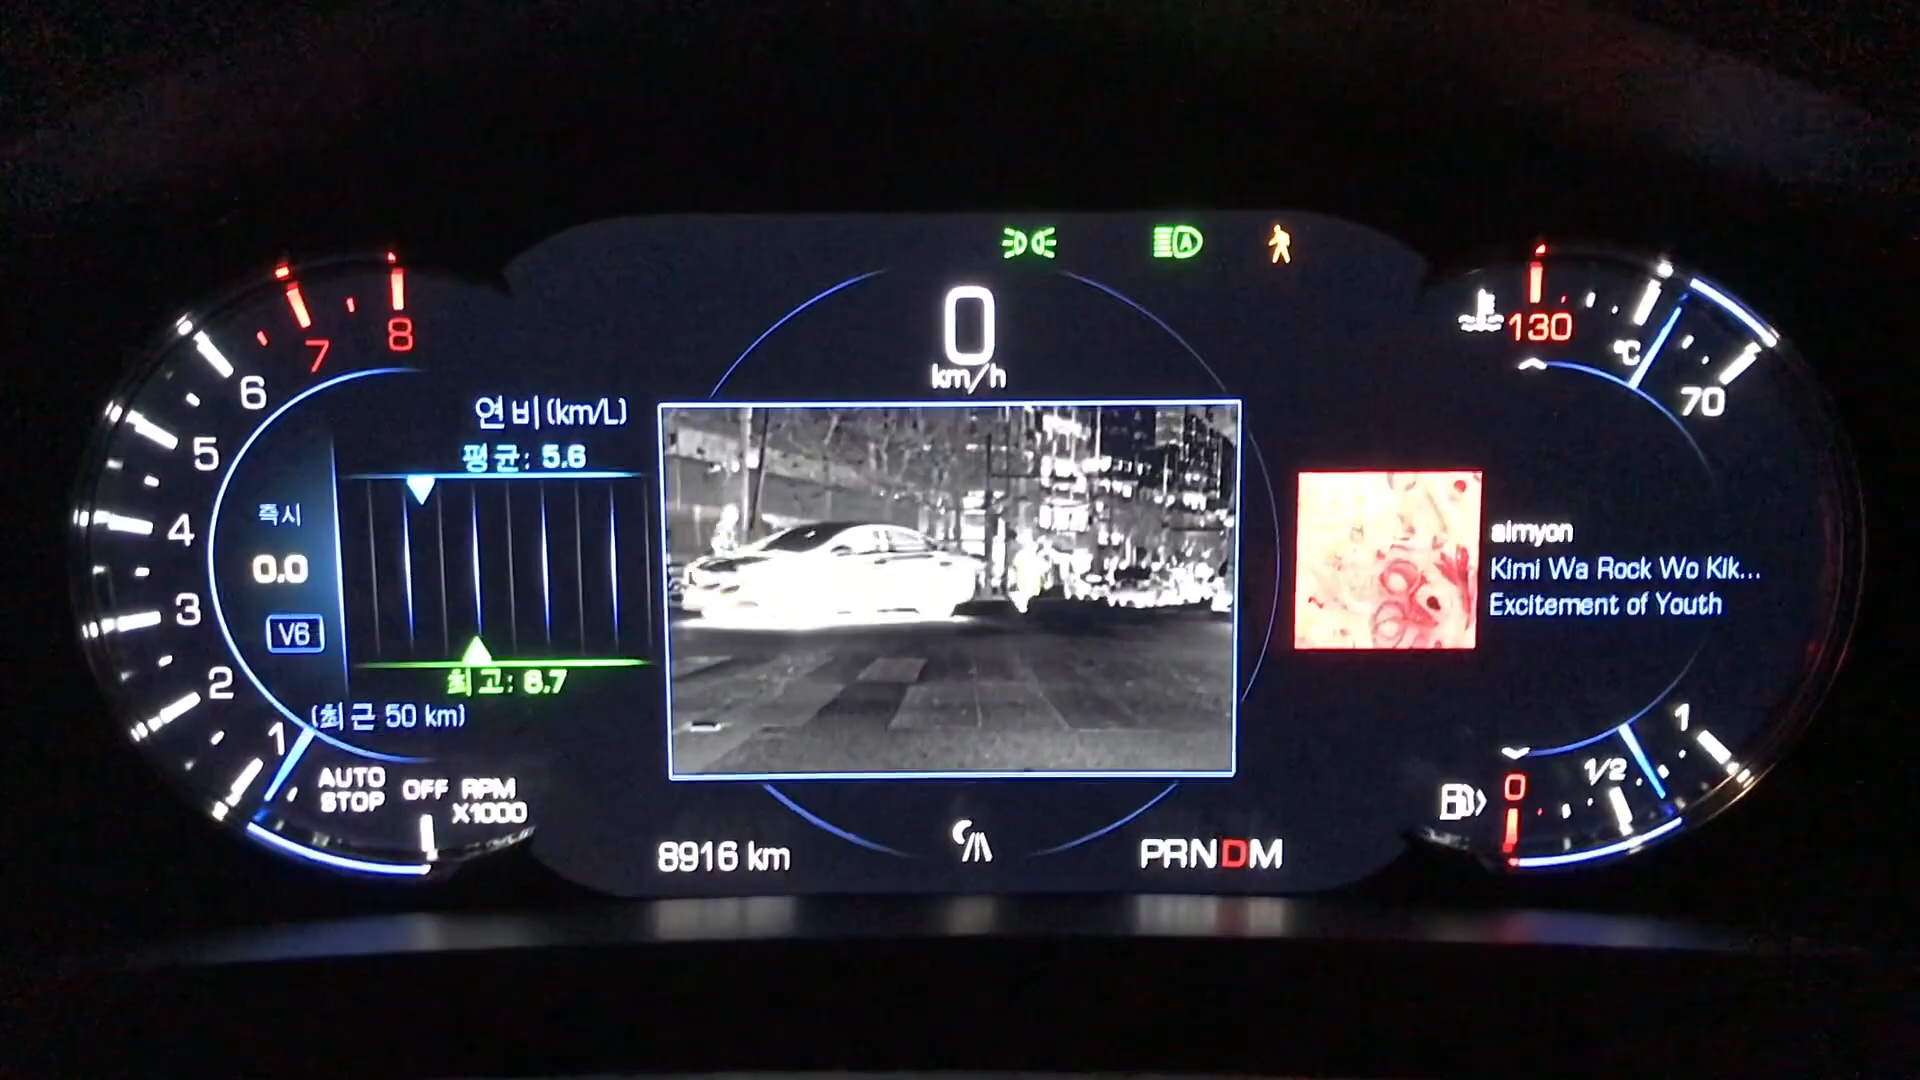 0
km/h
8
7
6
5
4
3
2
1
AUTO STOP
OFF
RPM X1000
연비(km/L)
평균: 5.6
즉시
0.0
V6
최고: 6.7
(최근 50 km)
A
130
°C
70
aimyon
Kimi Wa Rock Wo Kik...
Excitement of Youth
1
1/2
0
8916 km
PRNDM